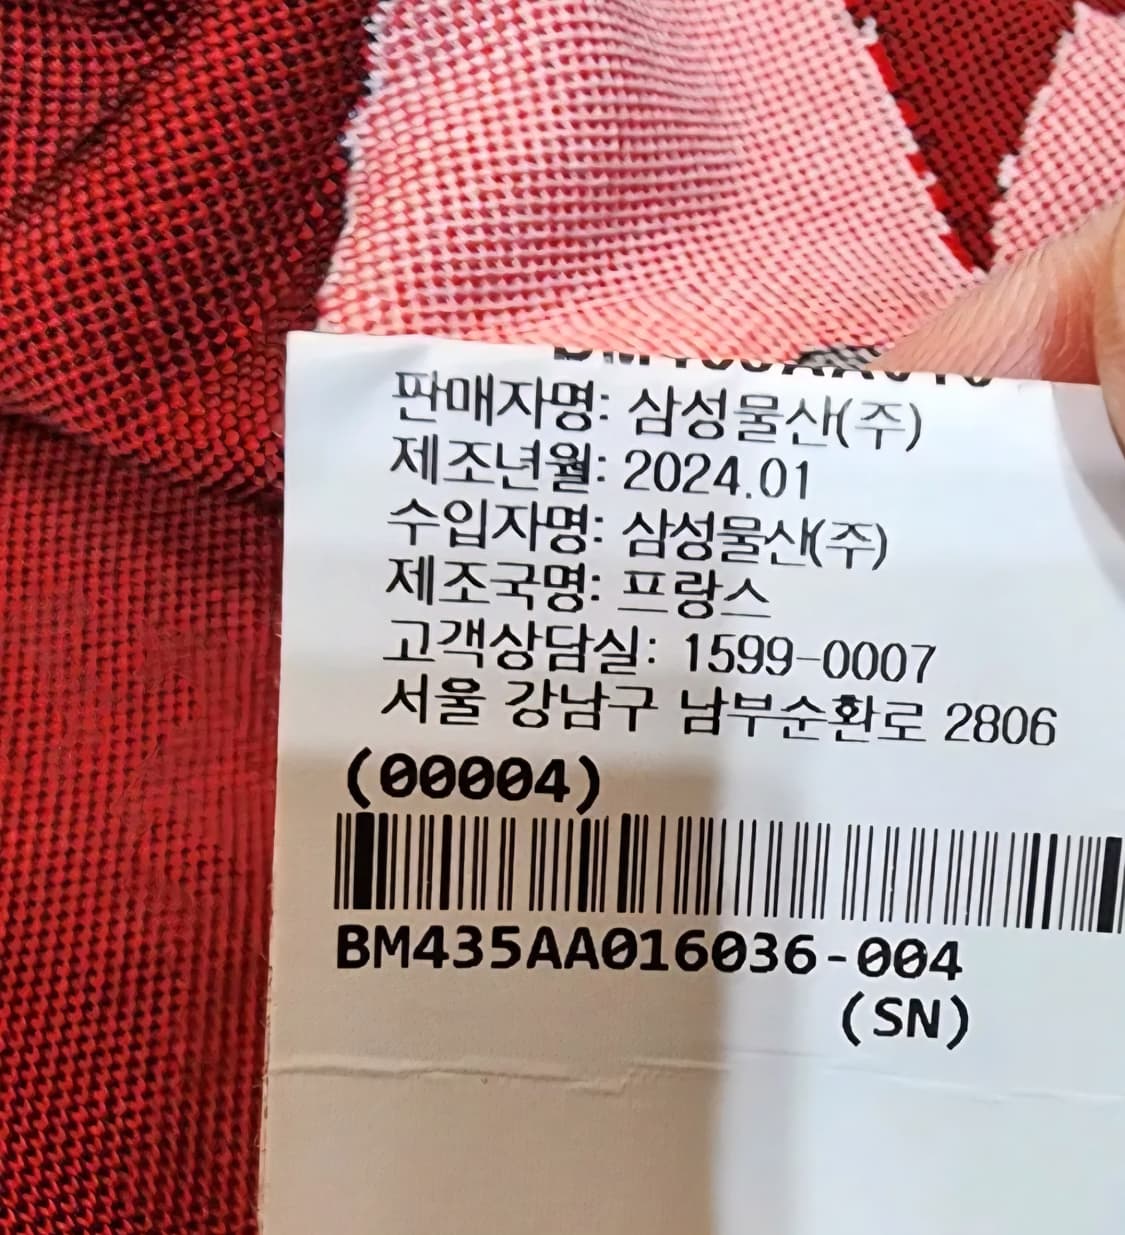 판매자명: 삼성물산(주)
제조년월: 2024.01
수입자명: 삼성물산(주)
제조국명: 프랑스
고객상담실: 1599-0007
서울 강남구 남부순환로 2806
(00004)
BM435AA016036-004
(SN)